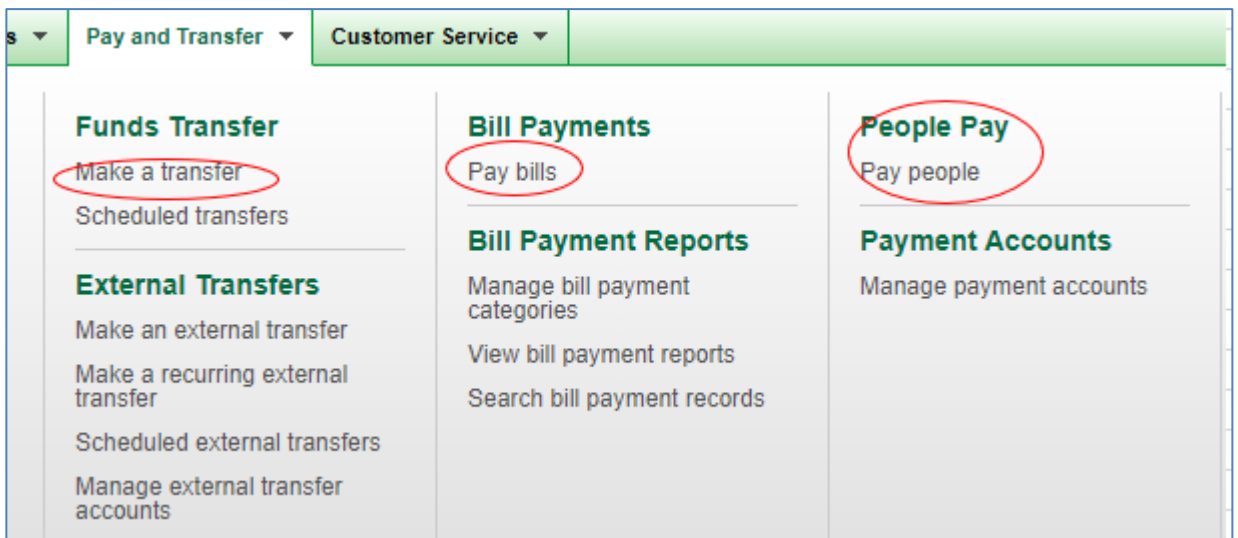 s Pay and Transfer Customer Service
Funds Transfer
Make a transfer
Scheduled transfers
External Transfers
Make an external transfer
Make a recurring external
transfer
Scheduled external transfers
Manage external transfer
accounts
Bill Payments
Pay bills
Bill Payment Reports
Manage bill payment
categories
View bill payment reports
Search bill payment records
People Pay
Pay people
Payment Accounts
Manage payment accounts